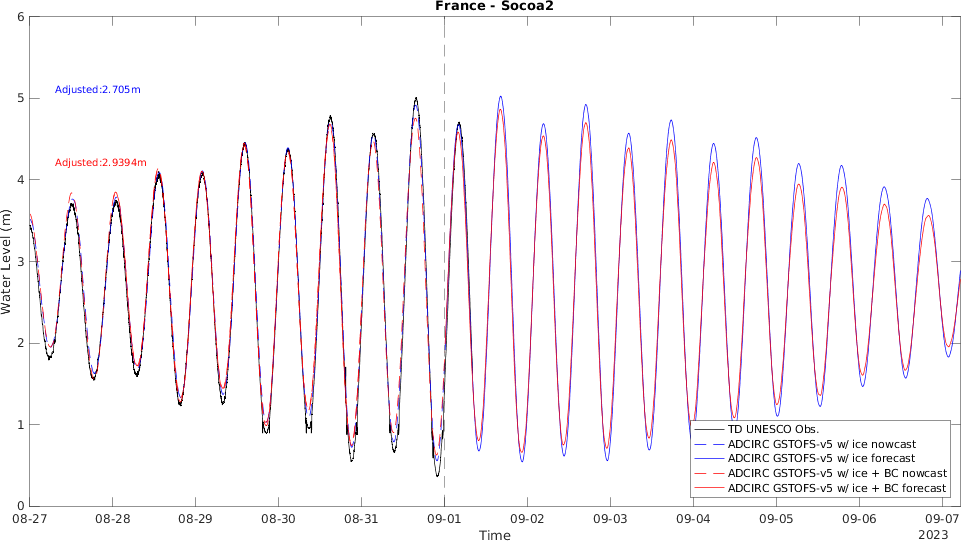 France - Socoa2
6
5
4
3
2
1
0
Water Level (m)
Adjusted:2.705m
Adjusted:2.9394m
TD UNESCO Obs.
ADCIRC GSTOFS-v5 w/ ice nowcast
ADCIRC GSTOFS-v5 w/ ice forecast
ADCIRC GSTOFS-v5 w/ ice + BC nowcast
ADCIRC GSTOFS-v5 w/ ice + BC forecast
08-27 08-28 08-29 08-30 08-31 09-01 09-02 09-03 09-04 09-05 09-06 09-07
Time
2023